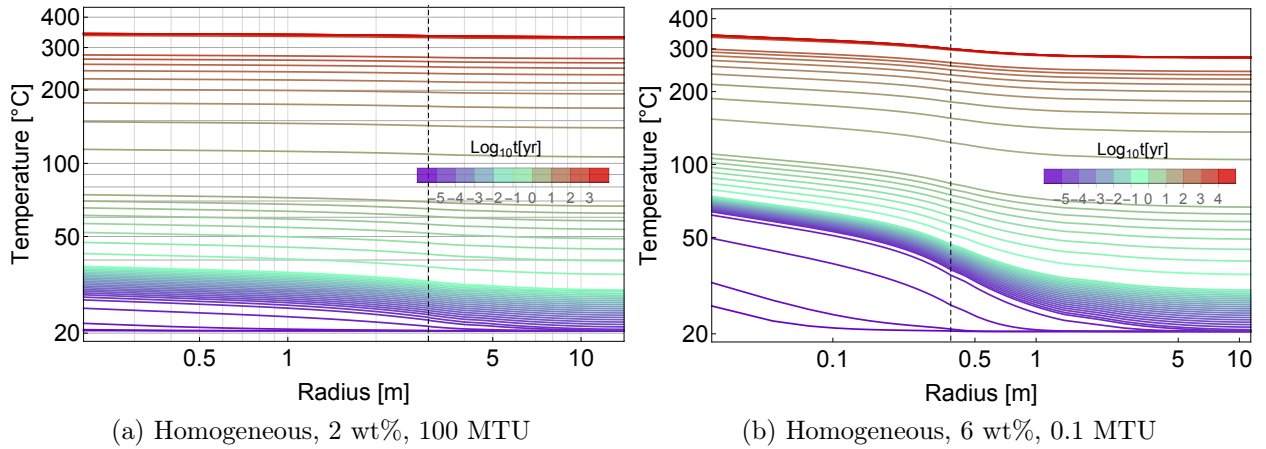 400
300
200
100
50
20
Temperature [°C]
Log₁₀t[yr]
−5 −4 −3 −2 −1 0 1 2 3
0.5 1 5 10
Radius [m]
(a) Homogeneous, 2 wt%, 100 MTU
400
300
200
100
50
20
Temperature [°C]
Log₁₀t[yr]
−5 −4 −3 −2 −1 0 1 2 3 4
0.1 0.5 1 5 10
Radius [m]
(b) Homogeneous, 6 wt%, 0.1 MTU